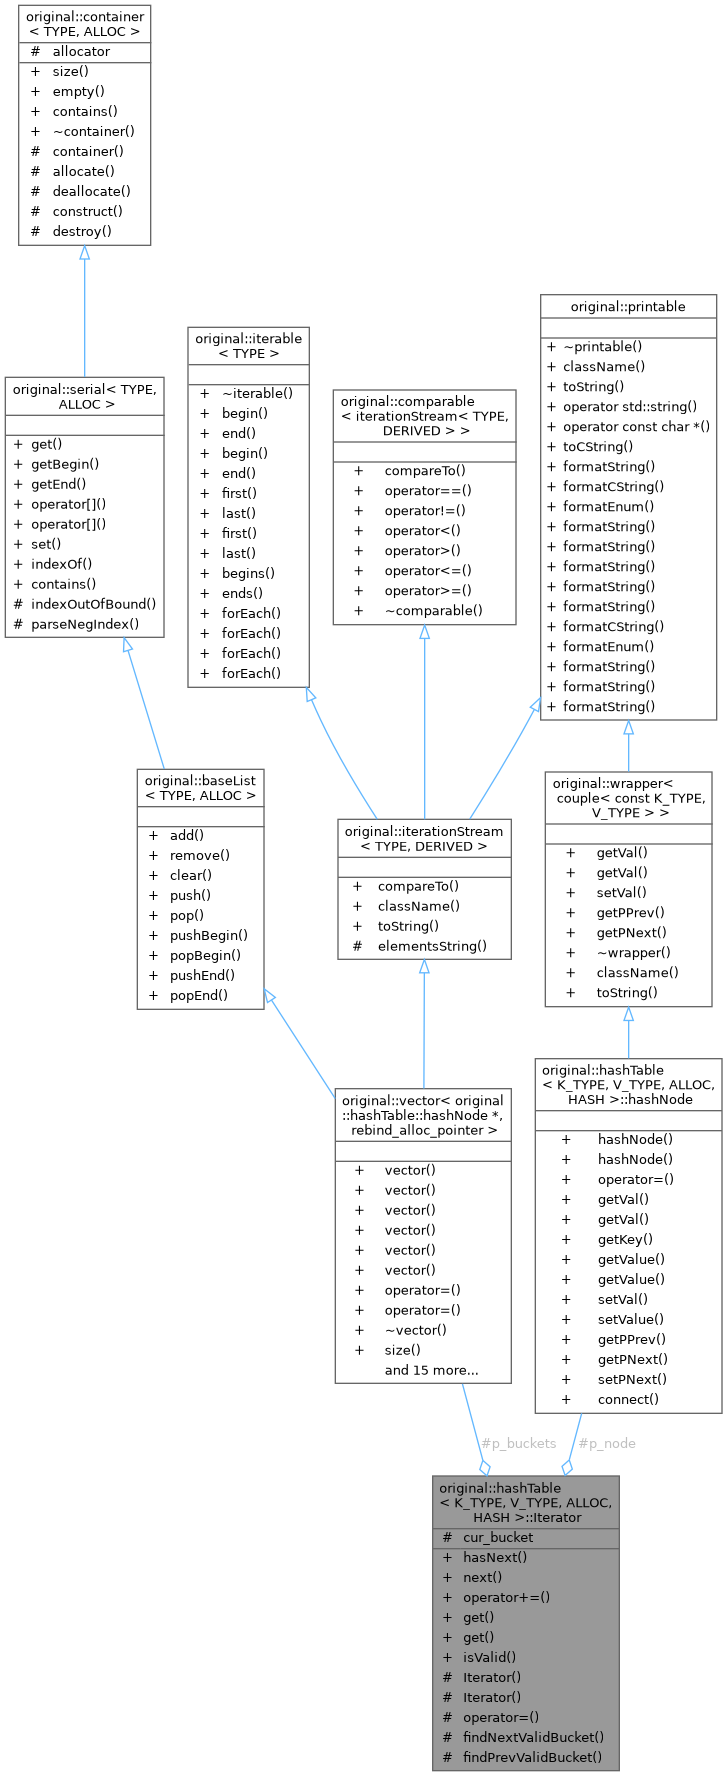 original::container
< TYPE, ALLOC >
# allocator
+ size()
+ empty()
+ contains()
+ ~container()
# container()
# allocate()
# deallocate()
# construct()
# destroy()
original::serial< TYPE,
ALLOC >
+ get()
+ getBegin()
+ getEnd()
+ operator[]()
+ operator[]()
+ set()
+ indexOf()
+ contains()
# indexOutOfBound()
# parseNegIndex()
original::iterable
< TYPE >
+ ~iterable()
+ begin()
+ end()
+ begin()
+ end()
+ first()
+ last()
+ first()
+ last()
+ begins()
+ ends()
+ forEach()
+ forEach()
+ forEach()
+ forEach()
original::comparable
< iterationStream< TYPE,
DERIVED > >
+ compareTo()
+ operator==()
+ operator!=()
+ operator<()
+ operator>()
+ operator<=()
+ operator>=()
+ ~comparable()
original::printable
+ ~printable()
+ className()
+ toString()
+ operator std::string()
+ operator const char *()
+ toCString()
+ formatString()
+ formatCString()
+ formatEnum()
+ formatString()
+ formatString()
+ formatString()
+ formatString()
+ formatString()
+ formatCString()
+ formatEnum()
+ formatString()
+ formatString()
+ formatString()
original::baseList
< TYPE, ALLOC >
+ add()
+ remove()
+ clear()
+ push()
+ pop()
+ pushBegin()
+ popBegin()
+ pushEnd()
+ popEnd()
original::iterationStream
< TYPE, DERIVED >
+ compareTo()
+ className()
+ toString()
# elementsString()
original::wrapper<
couple< const K_TYPE,
V_TYPE > >
+ getVal()
+ getVal()
+ setVal()
+ getPPrev()
+ getPNext()
+ ~wrapper()
+ className()
+ toString()
original::vector< original
::hashTable::hashNode *,
rebind_alloc_pointer >
+ vector()
+ vector()
+ vector()
+ vector()
+ vector()
+ vector()
+ operator=()
+ operator=()
+ ~vector()
+ size()
and 15 more...
original::hashTable
< K_TYPE, V_TYPE, ALLOC,
HASH >::hashNode
+ hashNode()
+ hashNode()
+ operator=()
+ getVal()
+ getVal()
+ getKey()
+ getValue()
+ getValue()
+ setVal()
+ setValue()
+ getPPrev()
+ getPNext()
+ setPNext()
+ connect()
#p_buckets
#p_node
original::hashTable
< K_TYPE, V_TYPE, ALLOC,
HASH >::Iterator
# cur_bucket
+ hasNext()
+ next()
+ operator+=()
+ get()
+ get()
+ isValid()
# Iterator()
# Iterator()
# operator=()
# findNextValidBucket()
# findPrevValidBucket()